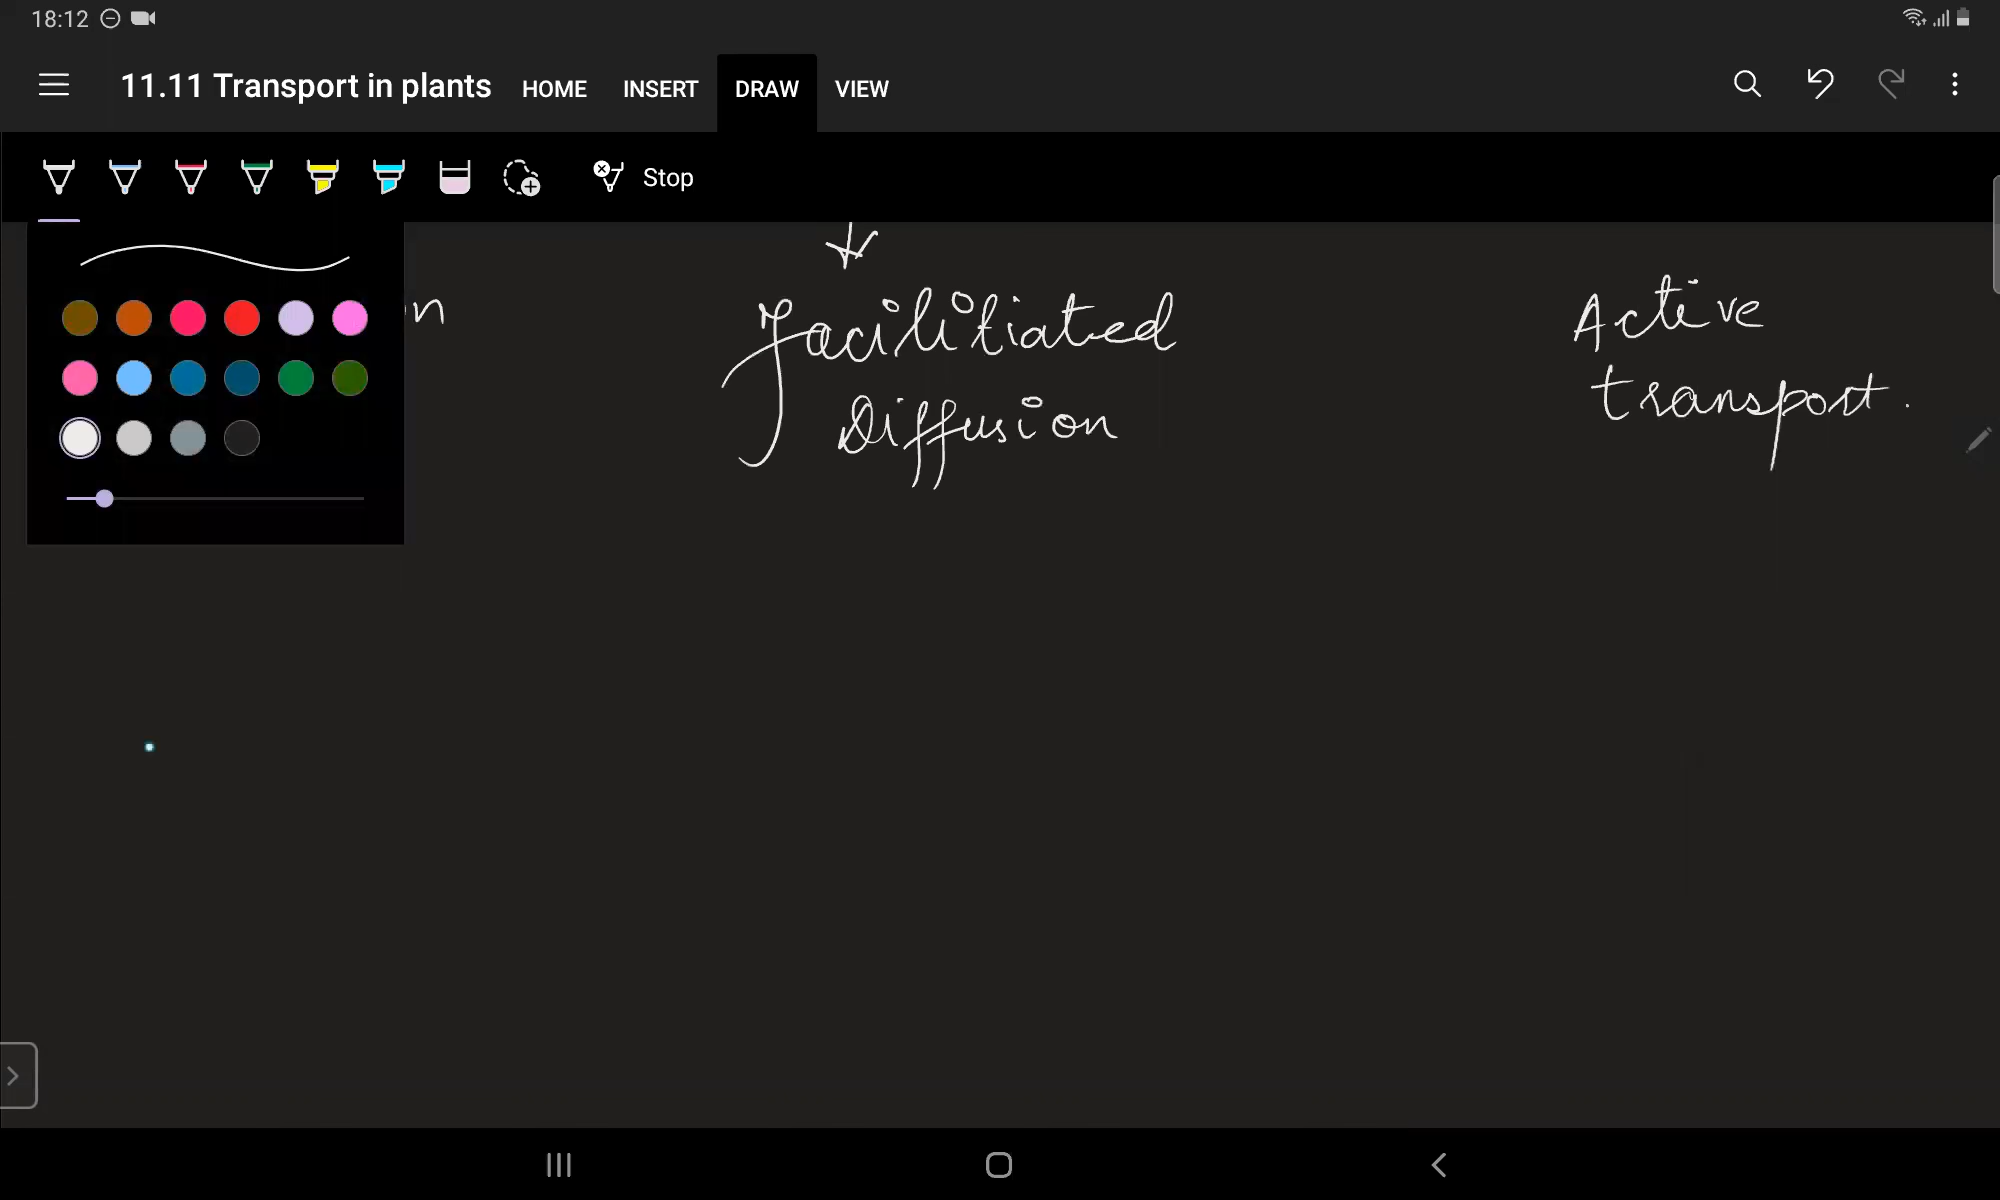 18:12
11.11 Transport in plants HOME INSERT DRAW VIEW
Stop
n
Facilitiated
Diffusion
Active
transport.